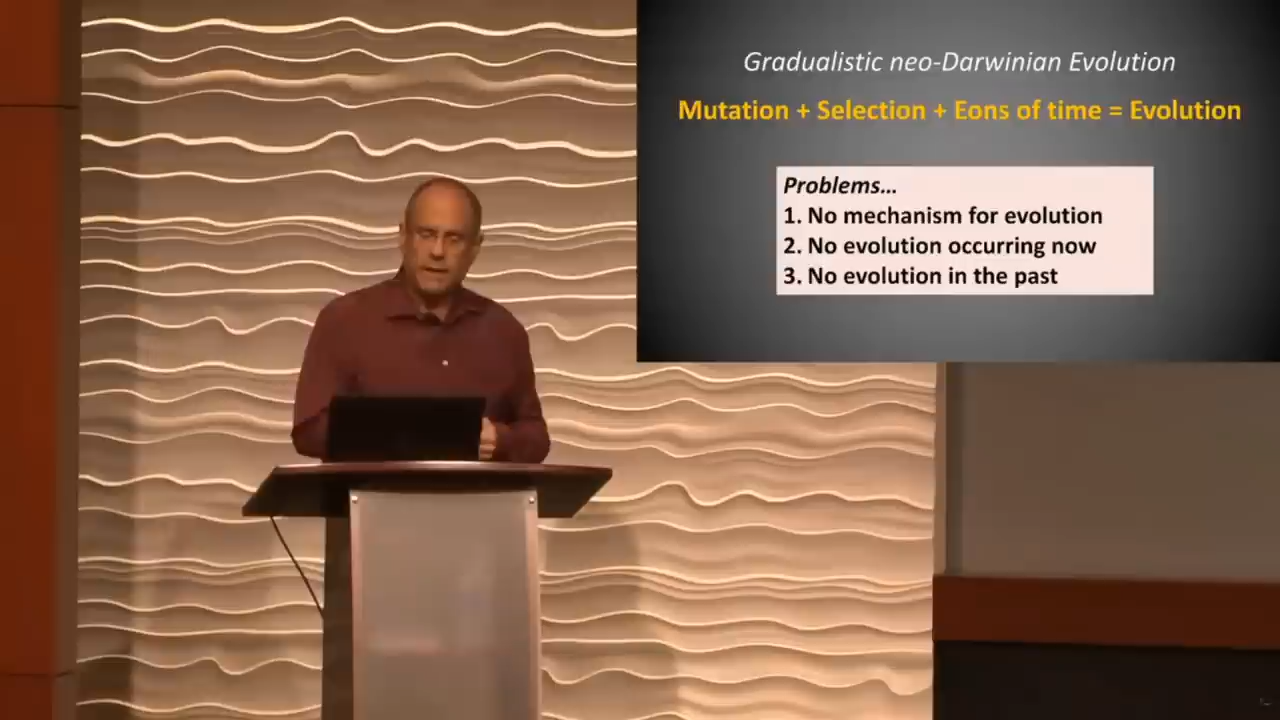 Gradualistic neo-Darwinian Evolution
Mutation + Selection + Eons of time = Evolution
Problems...
1. No mechanism for evolution
2. No evolution occurring now
3. No evolution in the past